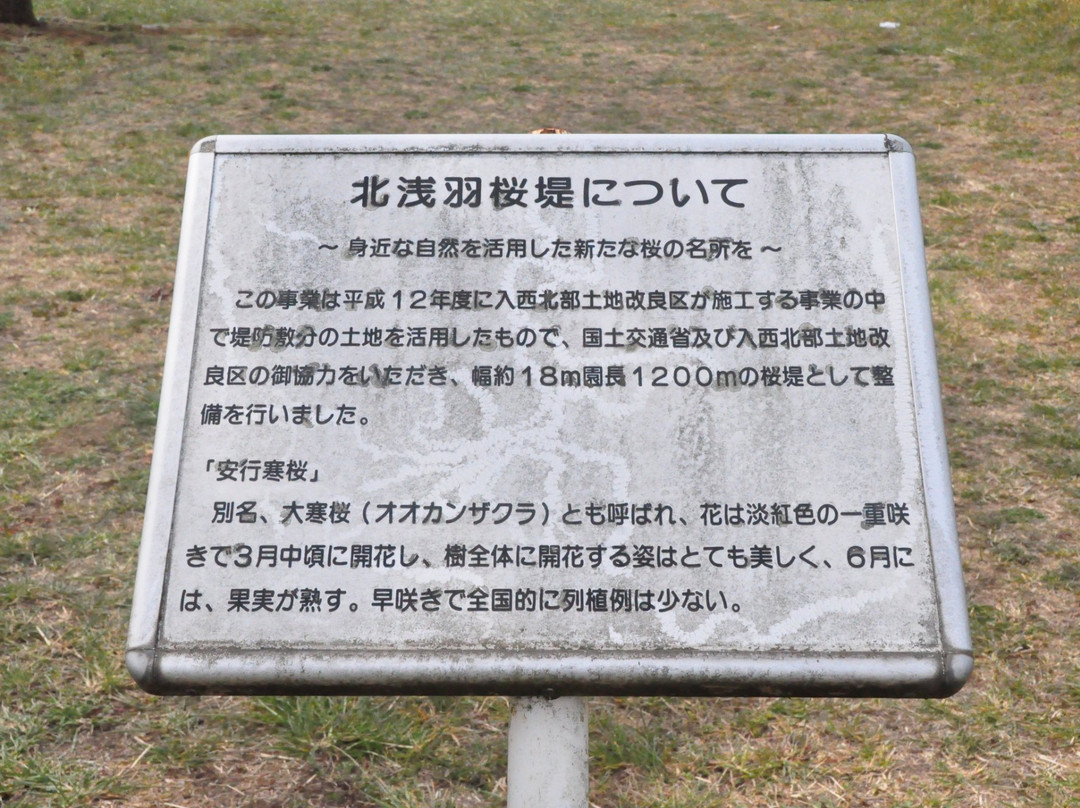 北浅羽桜堤について
～ 身近な自然を活用した新たな桜の名所を ～
この事業は平成12年度に入西北部土地改良区が施工する事業の中
で堤防敷分の土地を活用したもので、国土交通省及び入西北部土地改
良区の御協力をいただき、幅約18m園長1200mの桜堤として整
備を行いました。
「安行寒桜」
別名、大寒桜（オオカンザクラ）とも呼ばれ、花は淡紅色の一重咲
きで3月中頃に開花し、樹全体に開花する姿はとても美しく、6月に
は、果実が熟す。早咲きで全国的に列植例は少ない。